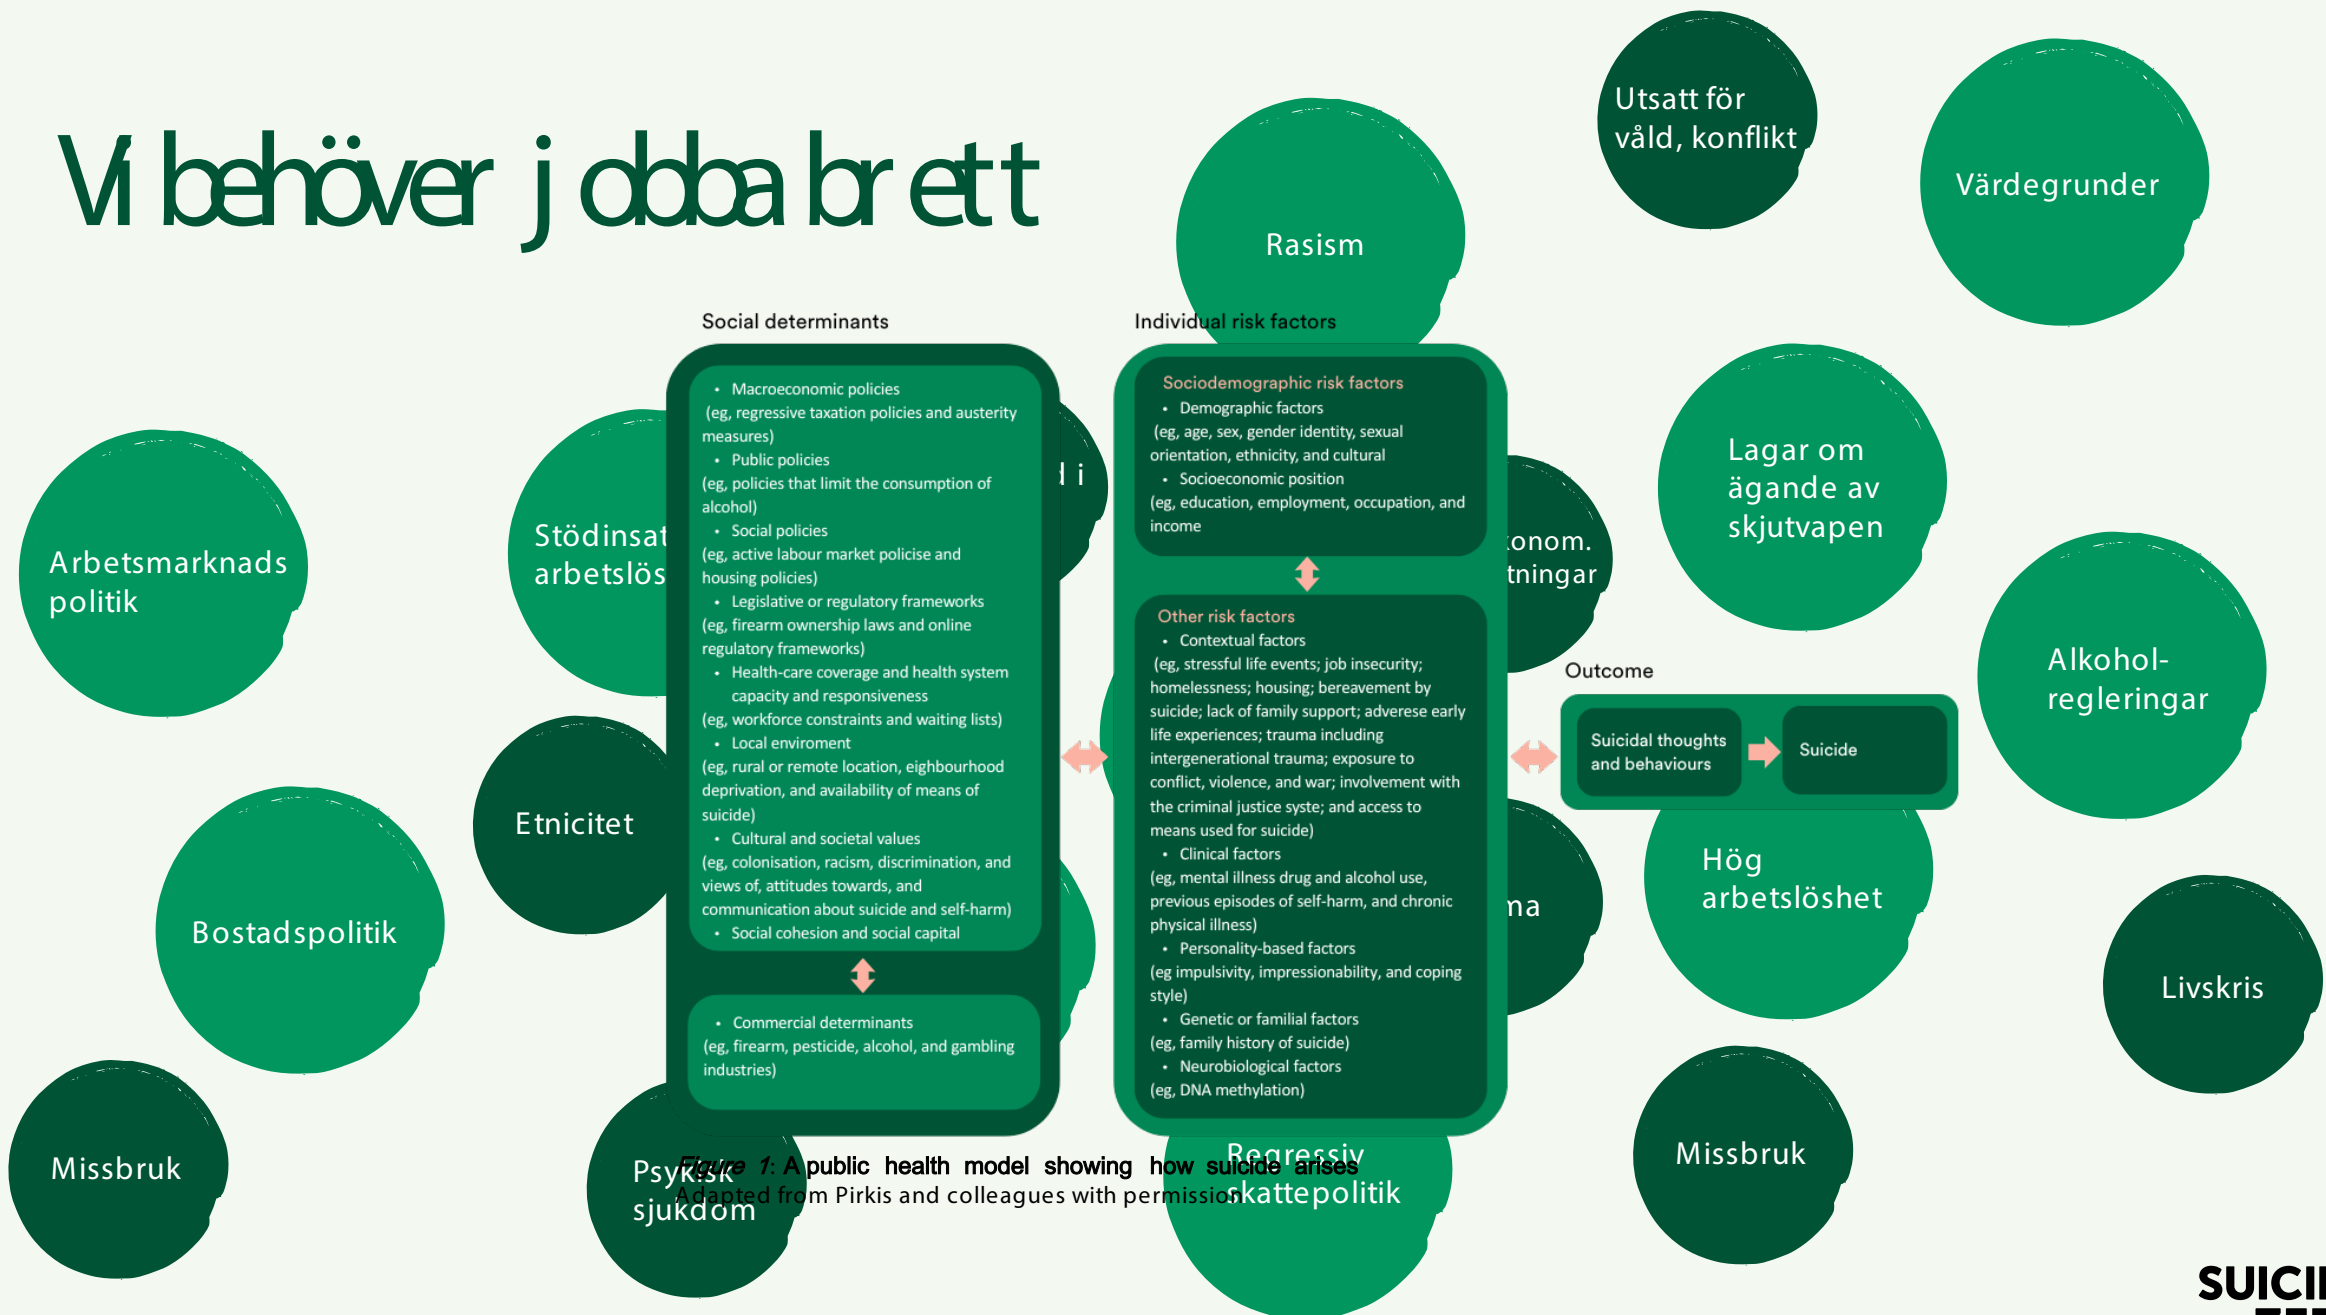 Vi behöver jobba brett
Utsatt för
våld, konflikt
Värdegrunder
Rasism
Social determinants
• Macroeconomic policies
(eg, regressive taxation policies and austerity
measures)
• Public policies
(eg, policies that limit the consumption of
alcohol)
• Social policies
(eg, active labour market policise and
housing policies)
• Legislative or regulatory frameworks
(eg, firearm ownership laws and online
regulatory frameworks)
• Health-care coverage and health system
capacity and responsiveness
(eg, workforce constraints and waiting lists)
• Local enviroment
(eg, rural or remote location, eighbourhood
deprivation, and availability of means of
suicide)
• Cultural and societal values
(eg, colonisation, racism, discrimination, and
views of, attitudes towards, and
communication about suicide and self-harm)
• Social cohesion and social capital
• Commercial determinants
(eg, firearm, pesticide, alcohol, and gambling
industries)
Individual risk factors
Sociodemographic risk factors
• Demographic factors
(eg, age, sex, gender identity, sexual
orientation, ethnicity, and cultural
• Socioeconomic position
(eg, education, employment, occupation, and
income
Other risk factors
• Contextual factors
(eg, stressful life events; job insecurity;
homelessness; housing; bereavement by
suicide; lack of family support; adverese early
life experiences; trauma including
intergenerational trauma; exposure to
conflict, violence, and war; involvement with
the criminal justice syste; and access to
means used for suicide)
• Clinical factors
(eg, mental illness drug and alcohol use,
previous episodes of self-harm, and chronic
physical illness)
• Personality-based factors
(eg impulsivity, impressionability, and coping
style)
• Genetic or familial factors
(eg, family history of suicide)
• Neurobiological factors
(eg, DNA methylation)
Outcome
Suicidal thoughts
and behaviours
Suicide
Arbetsmarknads
politik
Stödinsat
arbetslös
i
konom.
tningar
Lagar om
ägande av
skjutvapen
Alkohol-
regleringar
Etnicitet
Bostadspolitik
ma
Hög
arbetslöshet
Livskris
Missbruk
Psykisk
sjukdom
Regressiv
skattepolitik
Missbruk
Figure 1: A public health model showing how suicide arises
Adapted from Pirkis and colleagues with permission
SUICI